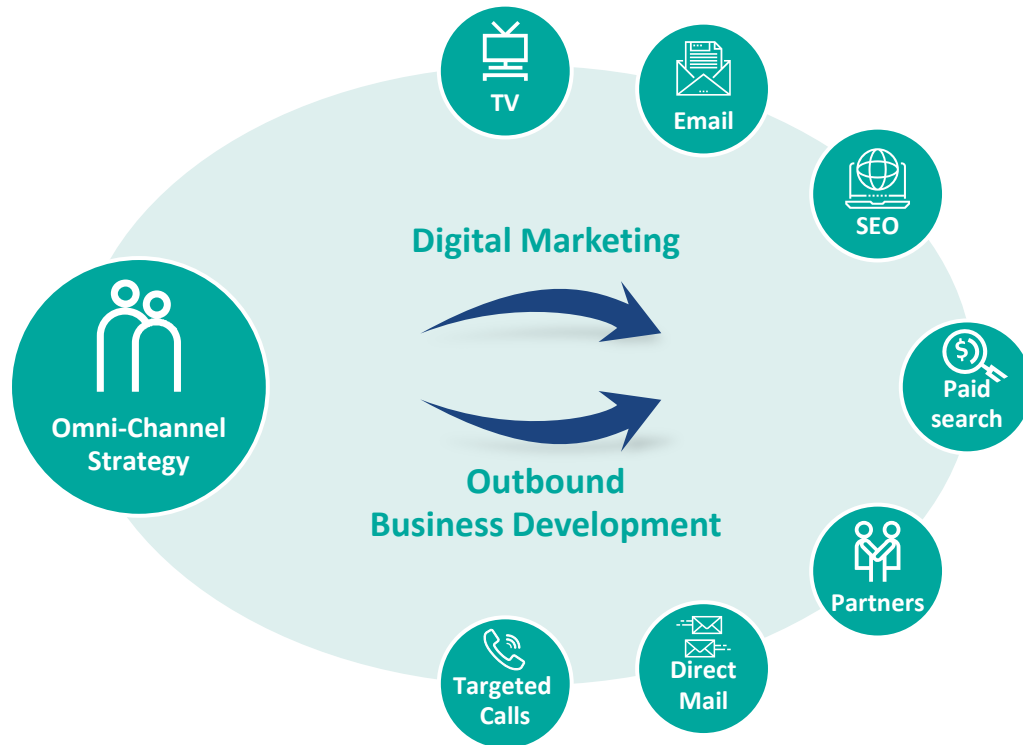 TV
Email
SEO
Digital Marketing
Omni-Channel
Strategy
Paid
search
Outbound
Business Development
Partners
Direct
Mail
Targeted
Calls